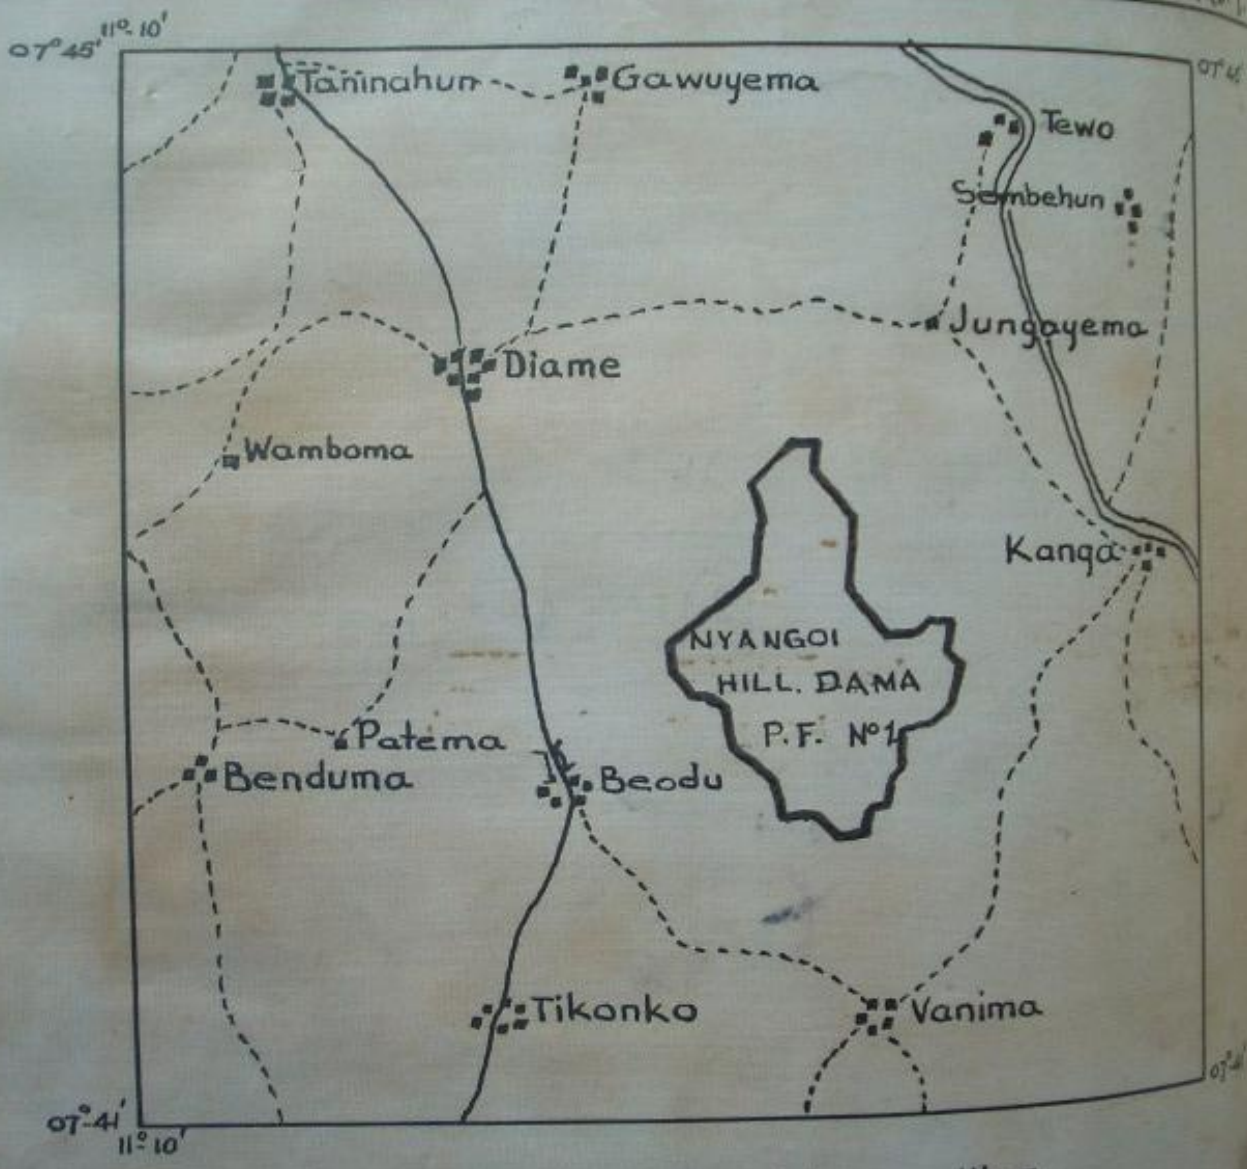 11°-10'
07°45'
Taninahun
Gawuyema
Tewo
Sembehun
Jungayema
Diame
Wamboma
Kanga
NYANGOI
HILL. DAMA
P.F. Nº1
Patema
Benduma
Beodu
Tikonko
Vanima
07°-41'
11°-10'